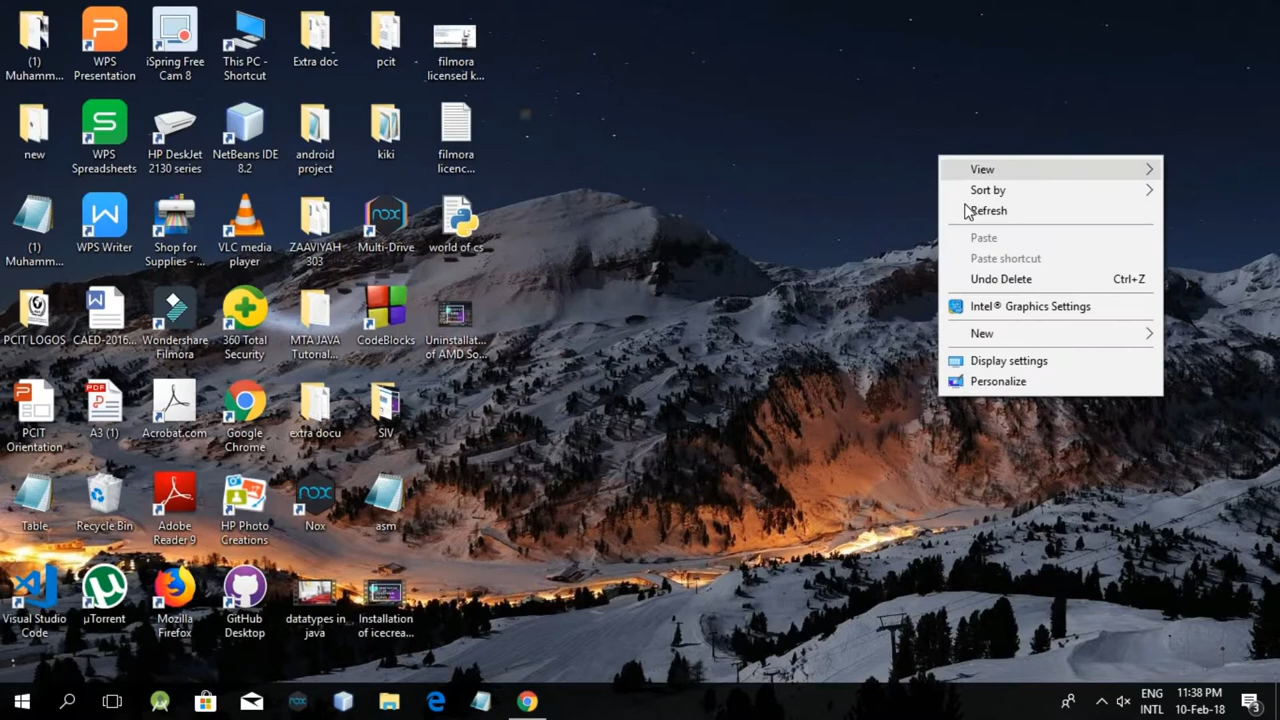 (1)
Muhamm...
WPS
Presentation
iSpring Free
Cam 8
This PC -
Shortcut
Extra doc
pcit
filmora
licensed k...
new
WPS
Spreadsheets
HP DeskJet
2130 series
NetBeans IDE
8.2
android
project
kiki
filmora
licenc...
(1)
Muhamm...
WPS Writer
Shop for
Supplies - ...
VLC media
player
ZAAVIYAH
303
Multi-Drive
world of cs
PCIT LOGOS
CAED-2016...
Wondershare
Filmora
360 Total
Security
MTA JAVA
Tutorial...
CodeBlocks
Uninstallat...
of AMD So...
PCIT
Orientation
A3 (1)
Acrobat.com
Google
Chrome
extra docu
SIV
Table
Recycle Bin
Adobe
Reader 9
HP Photo
Creations
Nox
asm
Visual Studio
Code
µTorrent
Mozilla
Firefox
GitHub
Desktop
datatypes in
java
Installation
of icecrea...
View
Sort by
Refresh
Paste
Paste shortcut
Undo Delete Ctrl+Z
Intel® Graphics Settings
New
Display settings
Personalize
ENG
INTL
11:38 PM
10-Feb-18
3